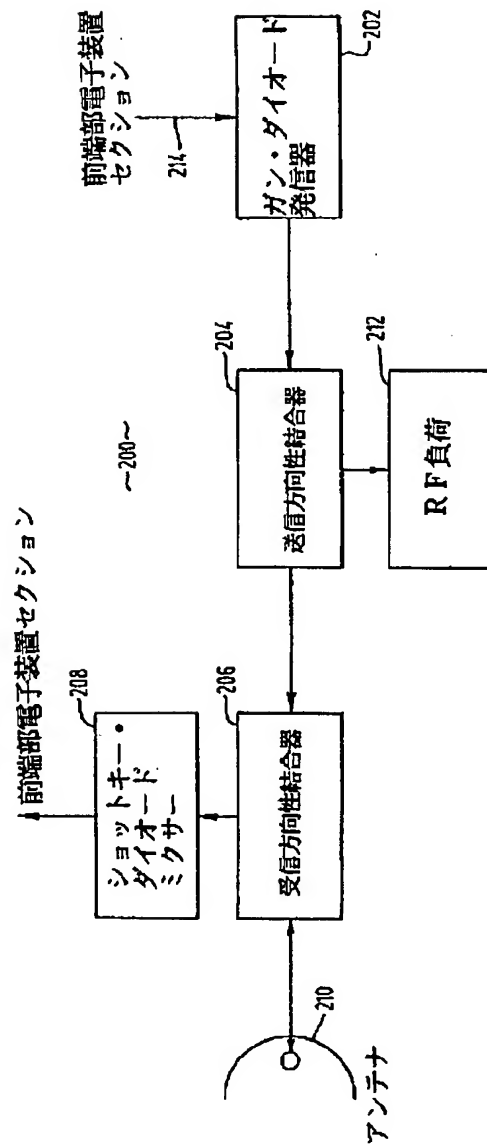 前端部電子装置セクション
208
ショットキー・
ダイオード
ミクサー
206
受信方向性結合器
210
アンテナ
~200~
204
送信方向性結合器
212
RF負荷
前端部電子装置
セクション
214
202
ガン・ダイオード
発信器